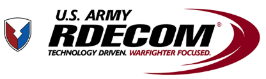 U.S. ARMY
RDECOM®
TECHNOLOGY DRIVEN. WARFIGHTER FOCUSED.